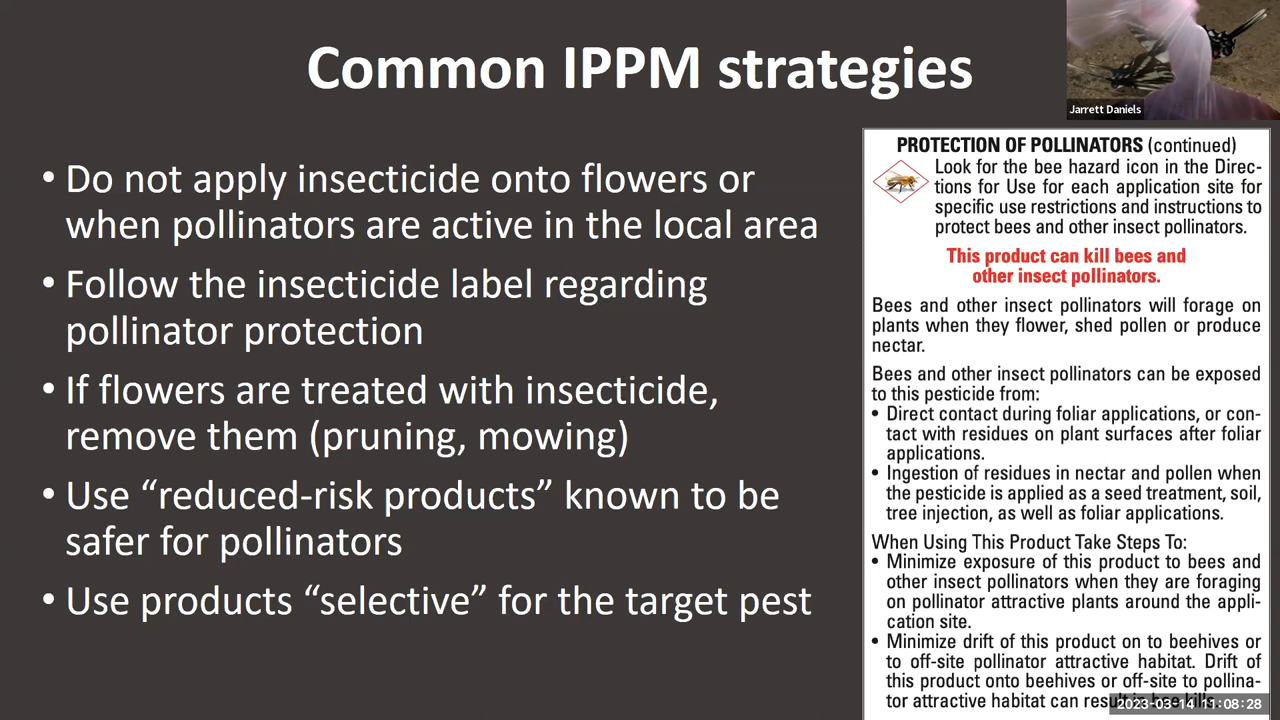 Common IPPM strategies
Jarrett Daniels
• Do not apply insecticide onto flowers or
when pollinators are active in the local area
• Follow the insecticide label regarding
pollinator protection
• If flowers are treated with insecticide,
remove them (pruning, mowing)
• Use “reduced-risk products” known to be
safer for pollinators
• Use products “selective” for the target pest
PROTECTION OF POLLINATORS (continued)
Look for the bee hazard icon in the Direc-
tions for Use for each application site for
specific use restrictions and instructions to
protect bees and other insect pollinators.
This product can kill bees and
other insect pollinators.
Bees and other insect pollinators will forage on
plants when they flower, shed pollen or produce
nectar.
Bees and other insect pollinators can be exposed
to this pesticide from:
• Direct contact during foliar applications, or con-
tact with residues on plant surfaces after foliar
applications.
• Ingestion of residues in nectar and pollen when
the pesticide is applied as a seed treatment, soil,
tree injection, as well as foliar applications.
When Using This Product Take Steps To:
• Minimize exposure of this product to bees and
other insect pollinators when they are foraging
on pollinator attractive plants around the appli-
cation site.
• Minimize drift of this product on to beehives or
to off-site pollinator attractive habitat. Drift of
this product onto beehives or off-site to pollina-
tor attractive habitat can result in bee kills.
2023-03-14 11:08:28